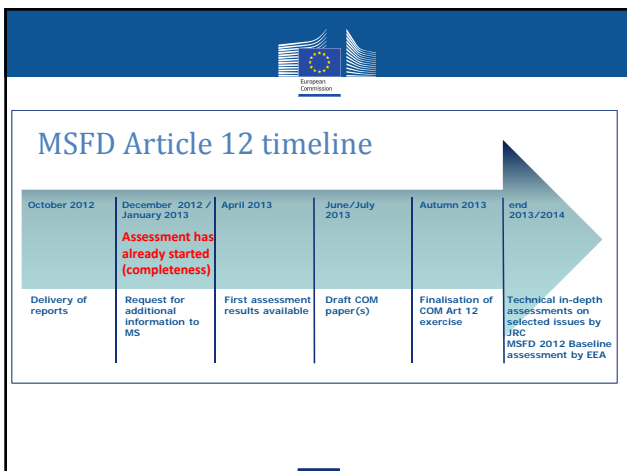 European
Commission
MSFD Article 12 timeline
October 2012
December 2012 /
January 2013
April 2013
June/July
2013
Autumn 2013
end
2013/2014
Assessment has
already started
(completeness)
Delivery of
reports
Request for
additional
information to
MS
First assessment
results available
Draft COM
paper(s)
Finalisation of
COM Art 12
exercise
Technical in-depth
assessments on
selected issues by
JRC
MSFD 2012 Baseline
assessment by EEA